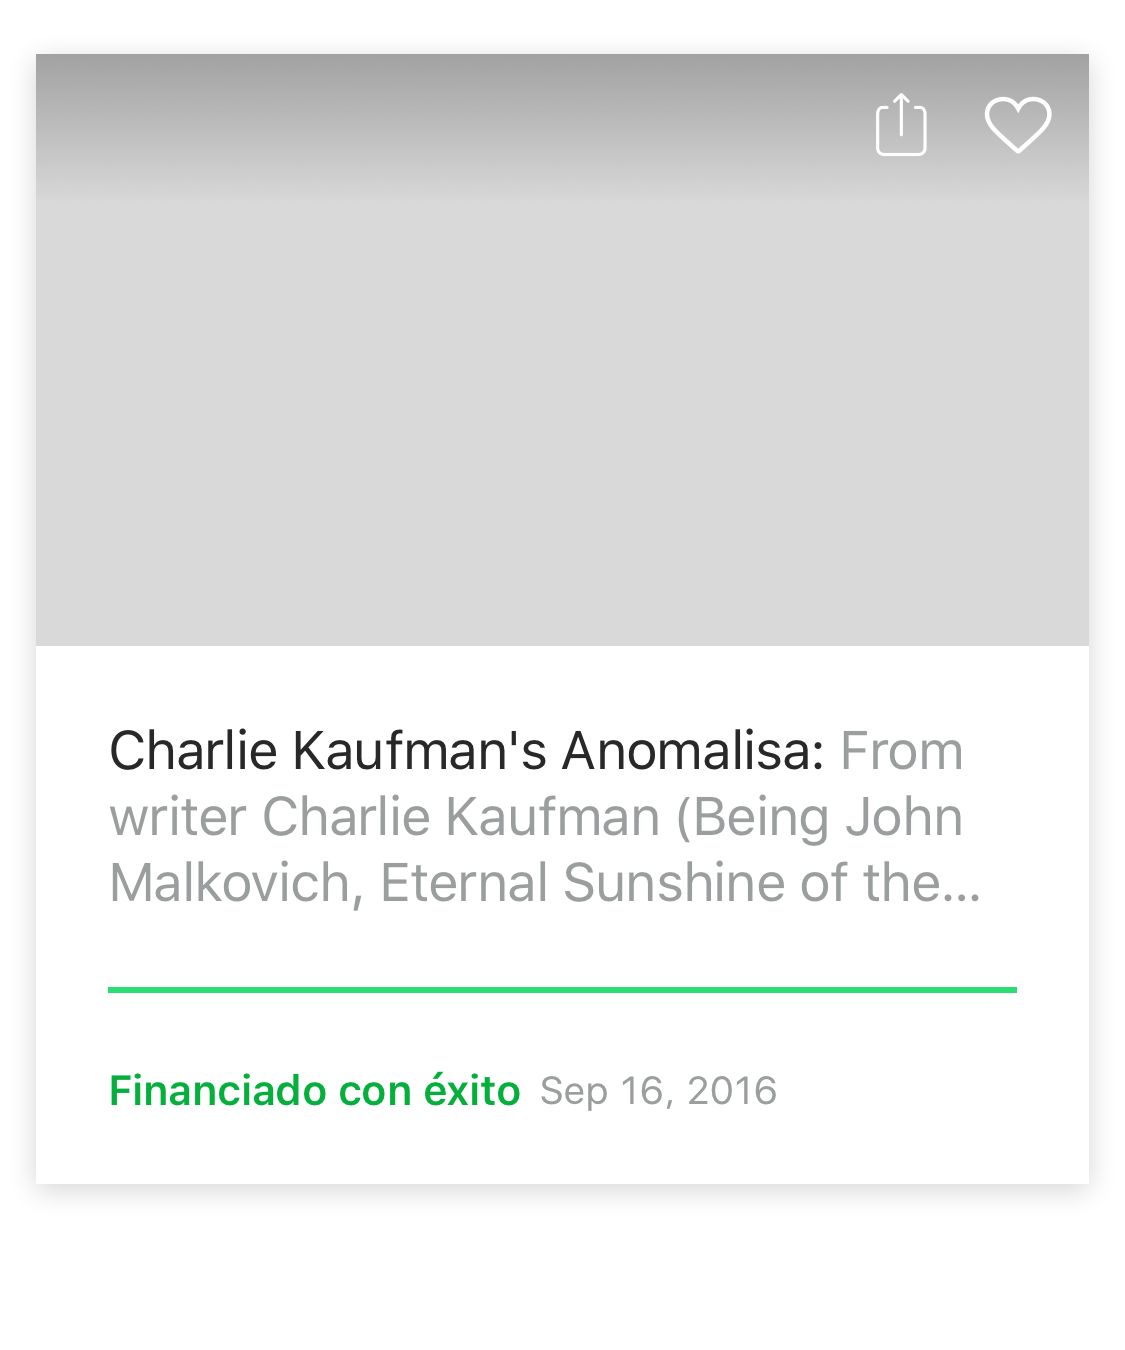 Charlie Kaufman's Anomalisa: From
writer Charlie Kaufman (Being John
Malkovich, Eternal Sunshine of the...
Financiado con éxito Sep 16, 2016